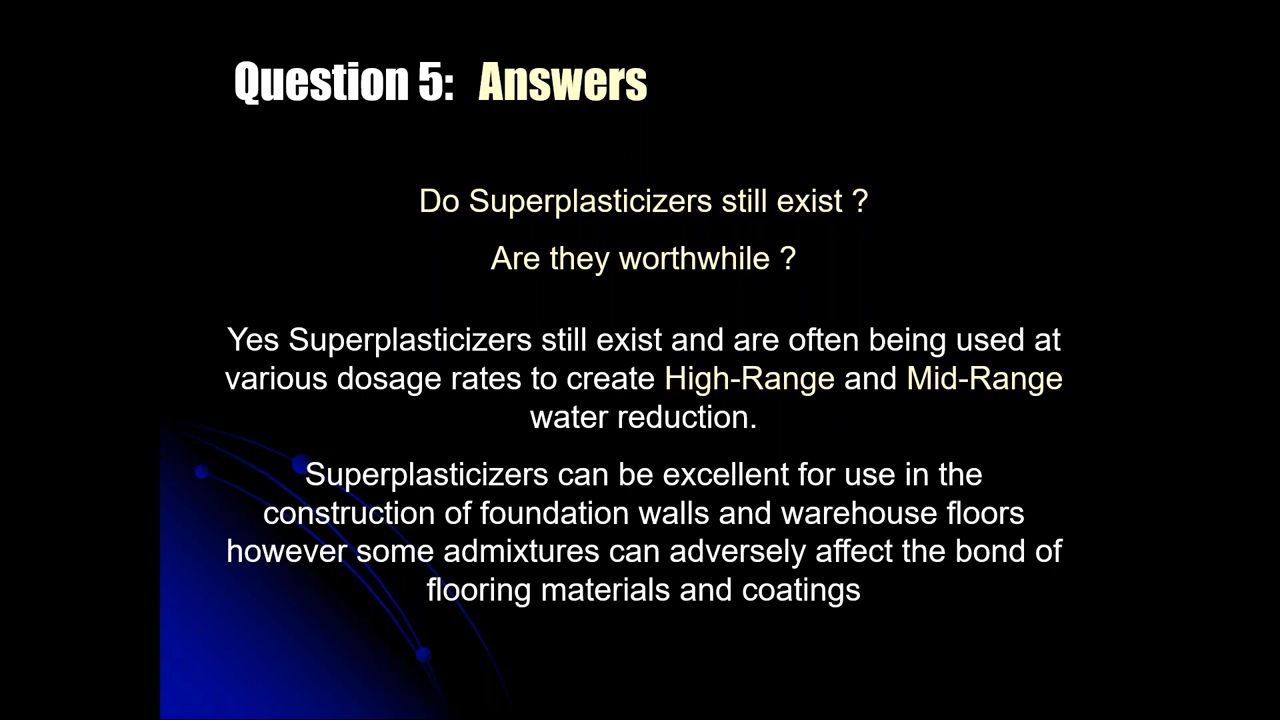 Question 5: Answers
Do Superplasticizers still exist ?
Are they worthwhile ?
Yes Superplasticizers still exist and are often being used at
various dosage rates to create High-Range and Mid-Range
water reduction.
Superplasticizers can be excellent for use in the
construction of foundation walls and warehouse floors
however some admixtures can adversely affect the bond of
flooring materials and coatings